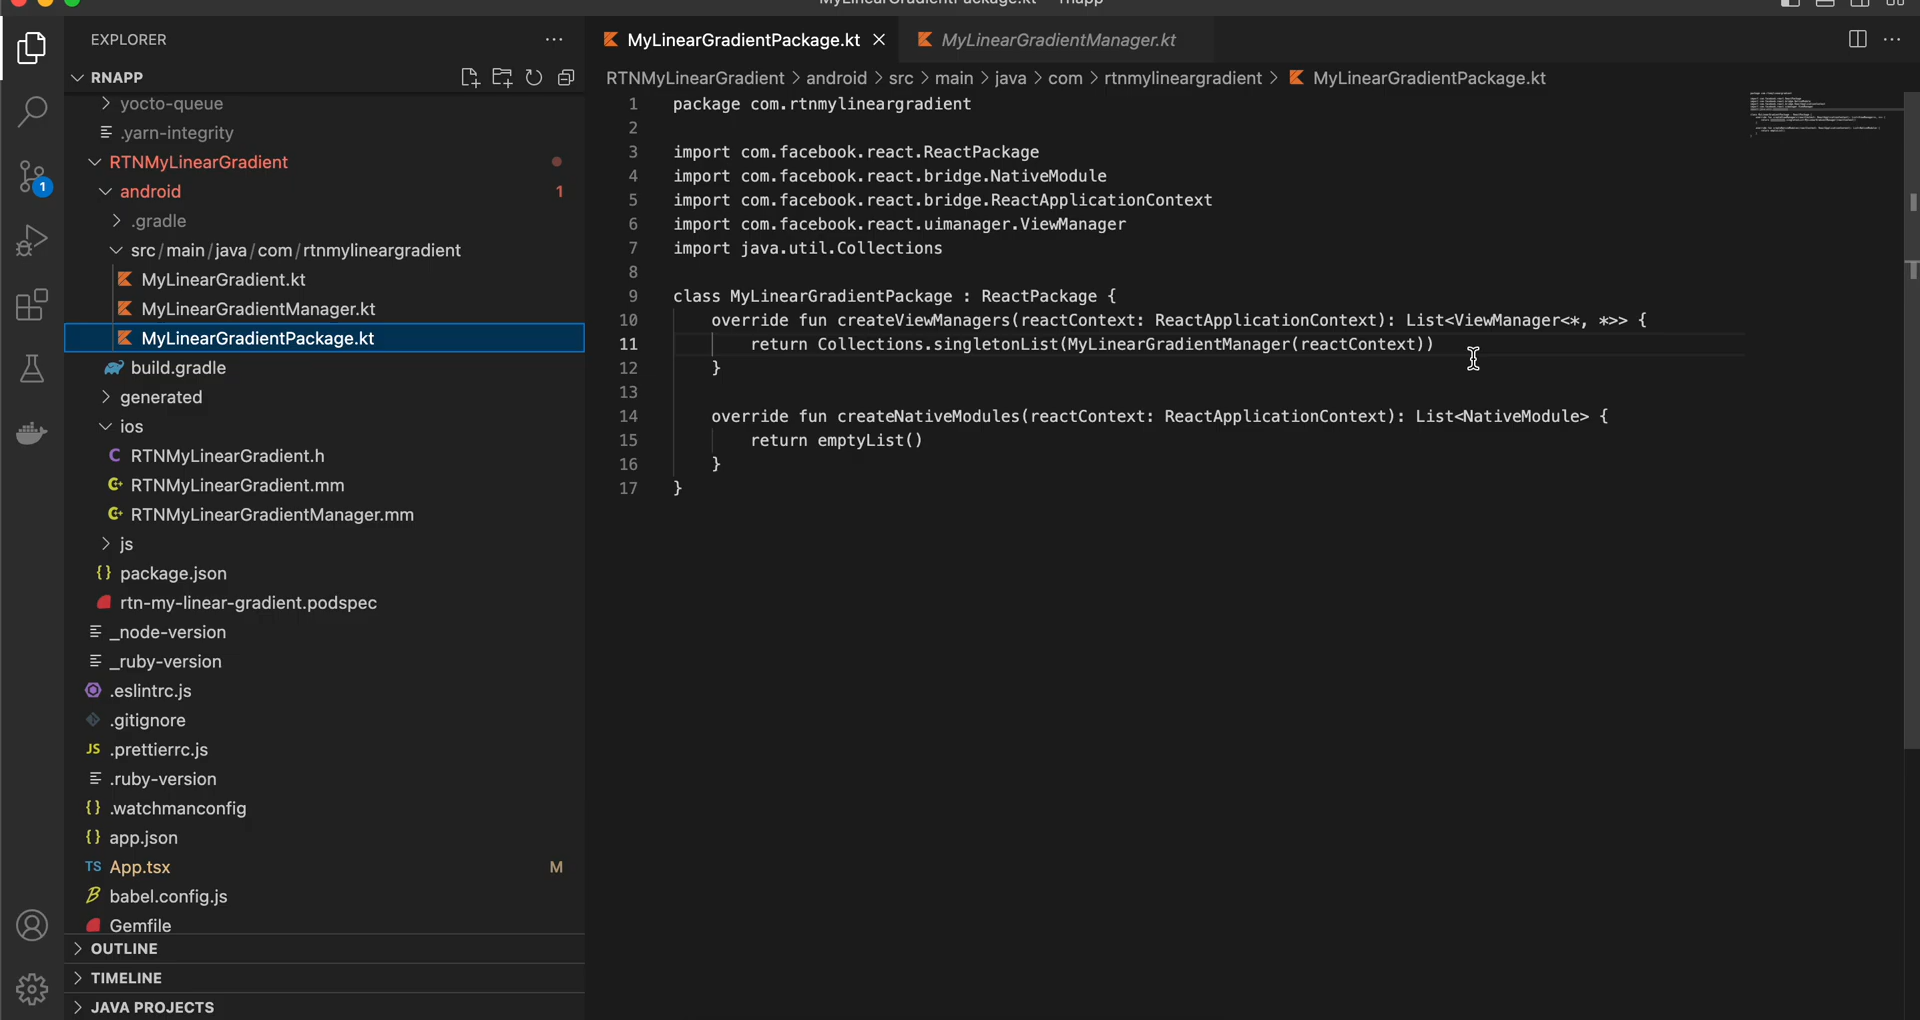 EXPLORER
RNAPP
yocto-queue
.yarn-integrity
RTNMyLinearGradient
android
1
.gradle
src/main/java/com/rtnmylineargradient
MyLinearGradient.kt
MyLinearGradientManager.kt
MyLinearGradientPackage.kt
build.gradle
generated
ios
C RTNMyLinearGradient.h
RTNMyLinearGradient.mm
RTNMyLinearGradientManager.mm
js
{} package.json
rtn-my-linear-gradient.podspec
_node-version
_ruby-version
.eslintrc.js
.gitignore
JS .prettierrc.js
.ruby-version
{} .watchmanconfig
{} app.json
TS App.tsx M
babel.config.js
Gemfile
OUTLINE
TIMELINE
JAVA PROJECTS
1
MyLinearGradientPackage.kt
MyLinearGradientManager.kt
RTNMyLinearGradient > android > src > main > java > com > rtnmylineargradient > MyLinearGradientPackage.kt
1 package com.rtnmylineargradient
2
3 import com.facebook.react.ReactPackage
4 import com.facebook.react.bridge.NativeModule
5 import com.facebook.react.bridge.ReactApplicationContext
6 import com.facebook.react.uimanager.ViewManager
7 import java.util.Collections
8
9 class MyLinearGradientPackage : ReactPackage {
10 override fun createViewManagers(reactContext: ReactApplicationContext): List<ViewManager<*, *>> {
11 return Collections.singletonList(MyLinearGradientManager(reactContext))
12 }
13
14 override fun createNativeModules(reactContext: ReactApplicationContext): List<NativeModule> {
15 return emptyList()
16 }
17 }